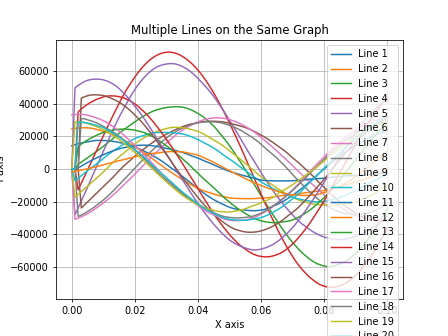 Multiple Lines on the Same Graph
60000
40000
20000
0
−20000
−40000
−60000
0.00
0.02
0.04
0.06
0.08
X axis
Line 1
Line 2
Line 3
Line 4
Line 5
Line 6
Line 7
Line 8
Line 9
Line 10
Line 11
Line 12
Line 13
Line 14
Line 15
Line 16
Line 17
Line 18
Line 19
Line 20